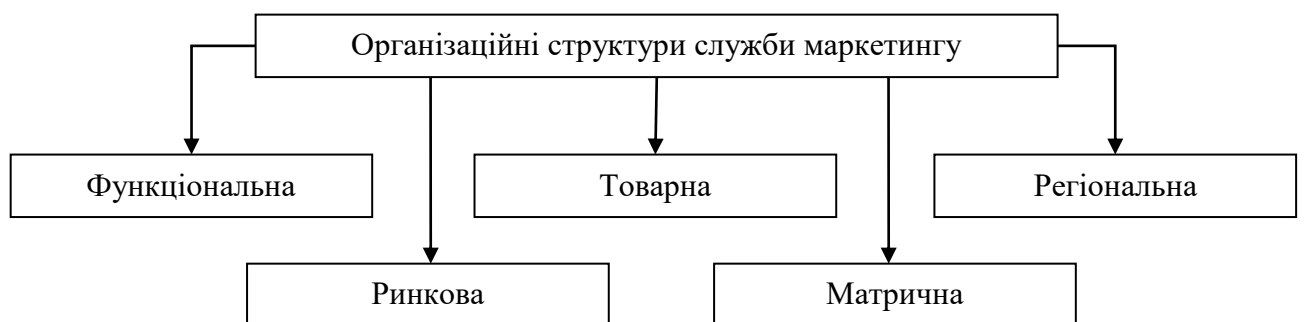 Організаційні структури служби маркетингу
Функціональна
Товарна
Регіональна
Ринкова
Матрична